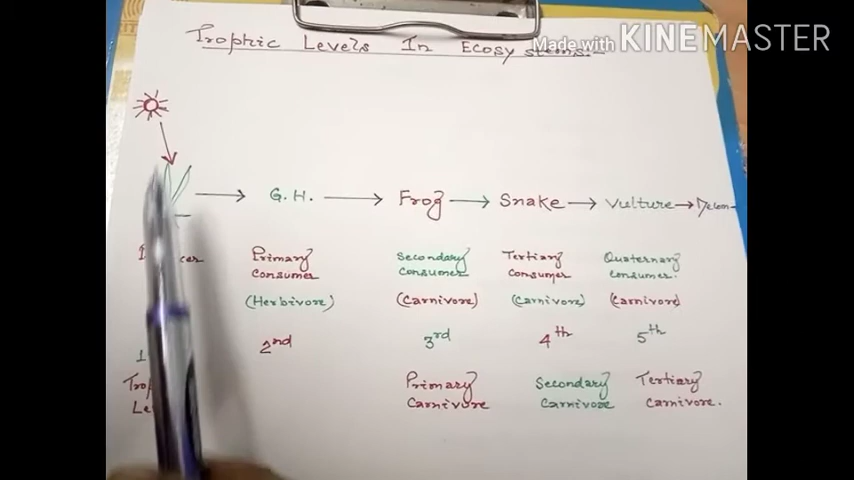 Trophic Levels In Ecosystems:-
Made with KINEMASTER
G.H. Frog Snake Vulture
Primary Secondary Tertiary Quaternary
Consumer Consumer Consumer Consumer.
(Herbivore) (Carnivore) (Carnivore) (Carnivore)
2nd 3rd 4th 5th
Primary Secondary Tertiary
Carnivore Carnivore Carnivore.